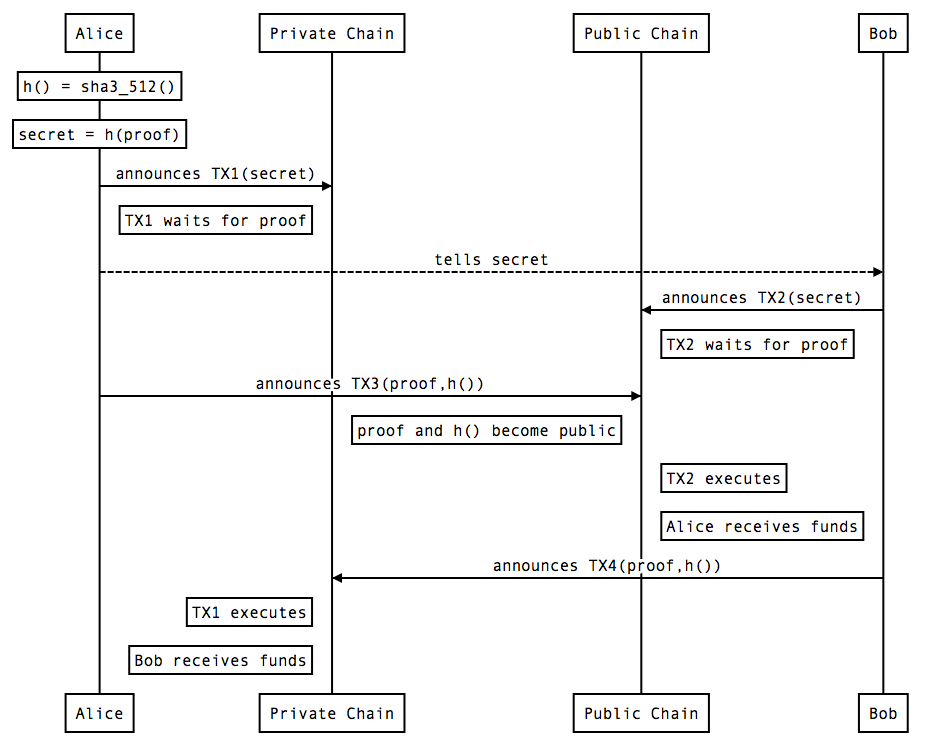 Alice
Private Chain
Public Chain
Bob
h() = sha3_512()
secret = h(proof)
announces TX1(secret)
TX1 waits for proof
tells secret
announces TX2(secret)
TX2 waits for proof
announces TX3(proof,h())
proof and h() become public
TX2 executes
Alice receives funds
announces TX4(proof,h())
TX1 executes
Bob receives funds
Alice
Private Chain
Public Chain
Bob